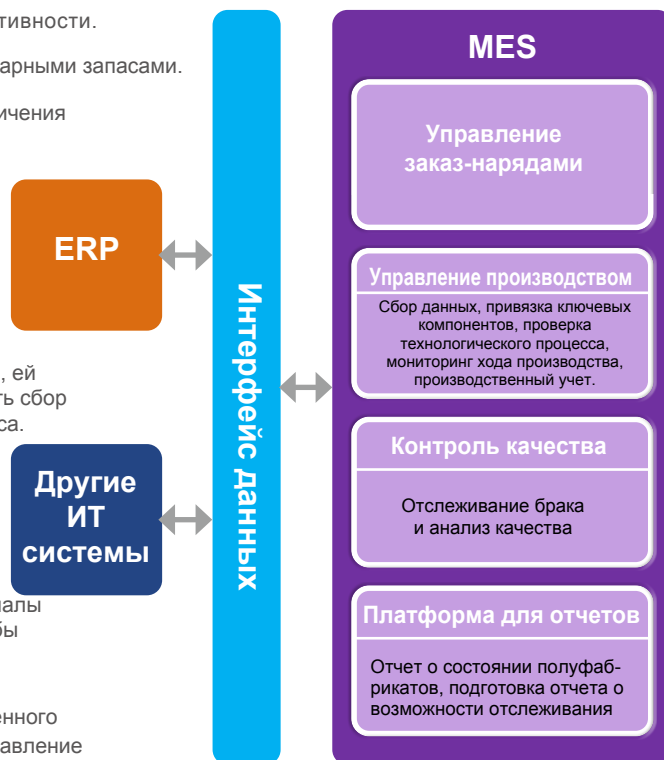 тивности.
арными запасами.
ичения
ERP
, ей
ть сбор
са.
Другие
ИТ
системы
иалы
бы
енного
авление
Интерфейс данных
MES
Управление
заказ-нарядами
Управление производством
Сбор данных, привязка ключевых
компонентов, проверка
технологического процесса,
мониторинг хода производства,
производственный учет.
Контроль качества
Отслеживание брака
и анализ качества
Платформа для отчетов
Отчет о состоянии полуфаб-
рикатов, подготовка отчета о
возможности отслеживания